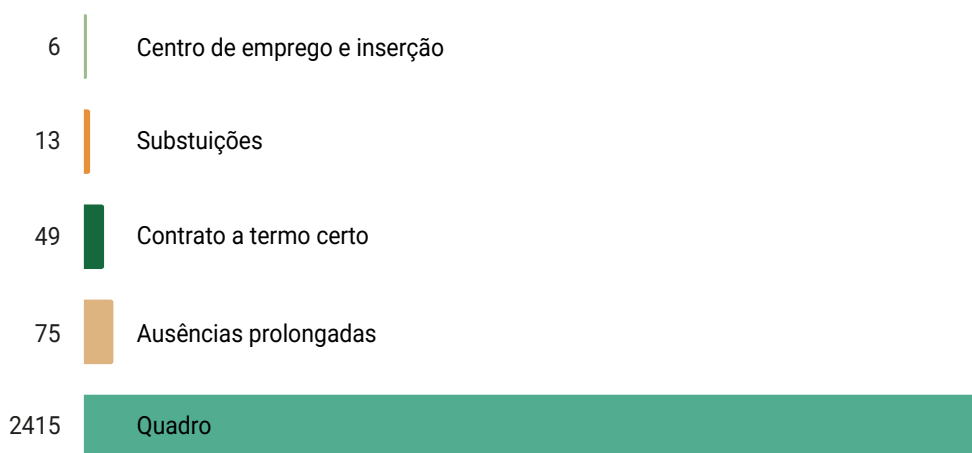 6 Centro de emprego e inserção
13 Substuições
49 Contrato a termo certo
75 Ausências prolongadas
2415 Quadro